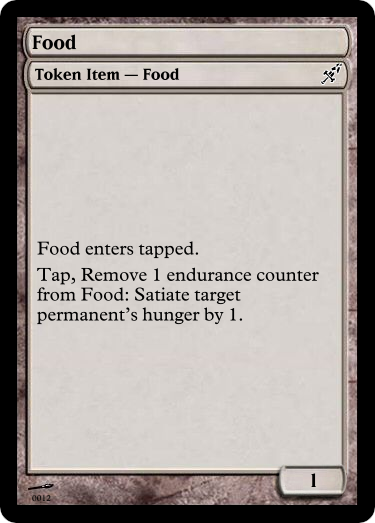 Food
Token Item — Food
Food enters tapped.
Tap, Remove 1 endurance counter
from Food: Satiate target
permanent's hunger by 1.
1
0012